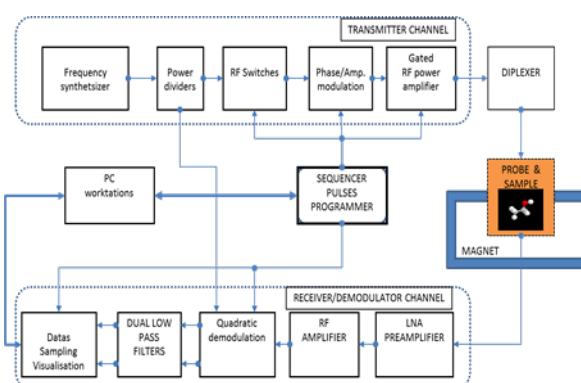 TRANSMITTER CHANNEL
Frequency
synthetsizer
Power
dividers
RF Switches
Phase/Amp.
modulation
Gated
RF power
amplifier
DIPLEXER
PC
worktations
SEQUENCER
PULSES
PROGRAMMER
PROBE &
SAMPLE
MAGNET
RECEIVER/DEMODULATOR CHANNEL
Datas
Sampling
Visualisation
DUAL LOW
PASS
FILTERS
Quadratic
demodulation
RF
AMPLIFIER
LNA
PREAMPLIFIER